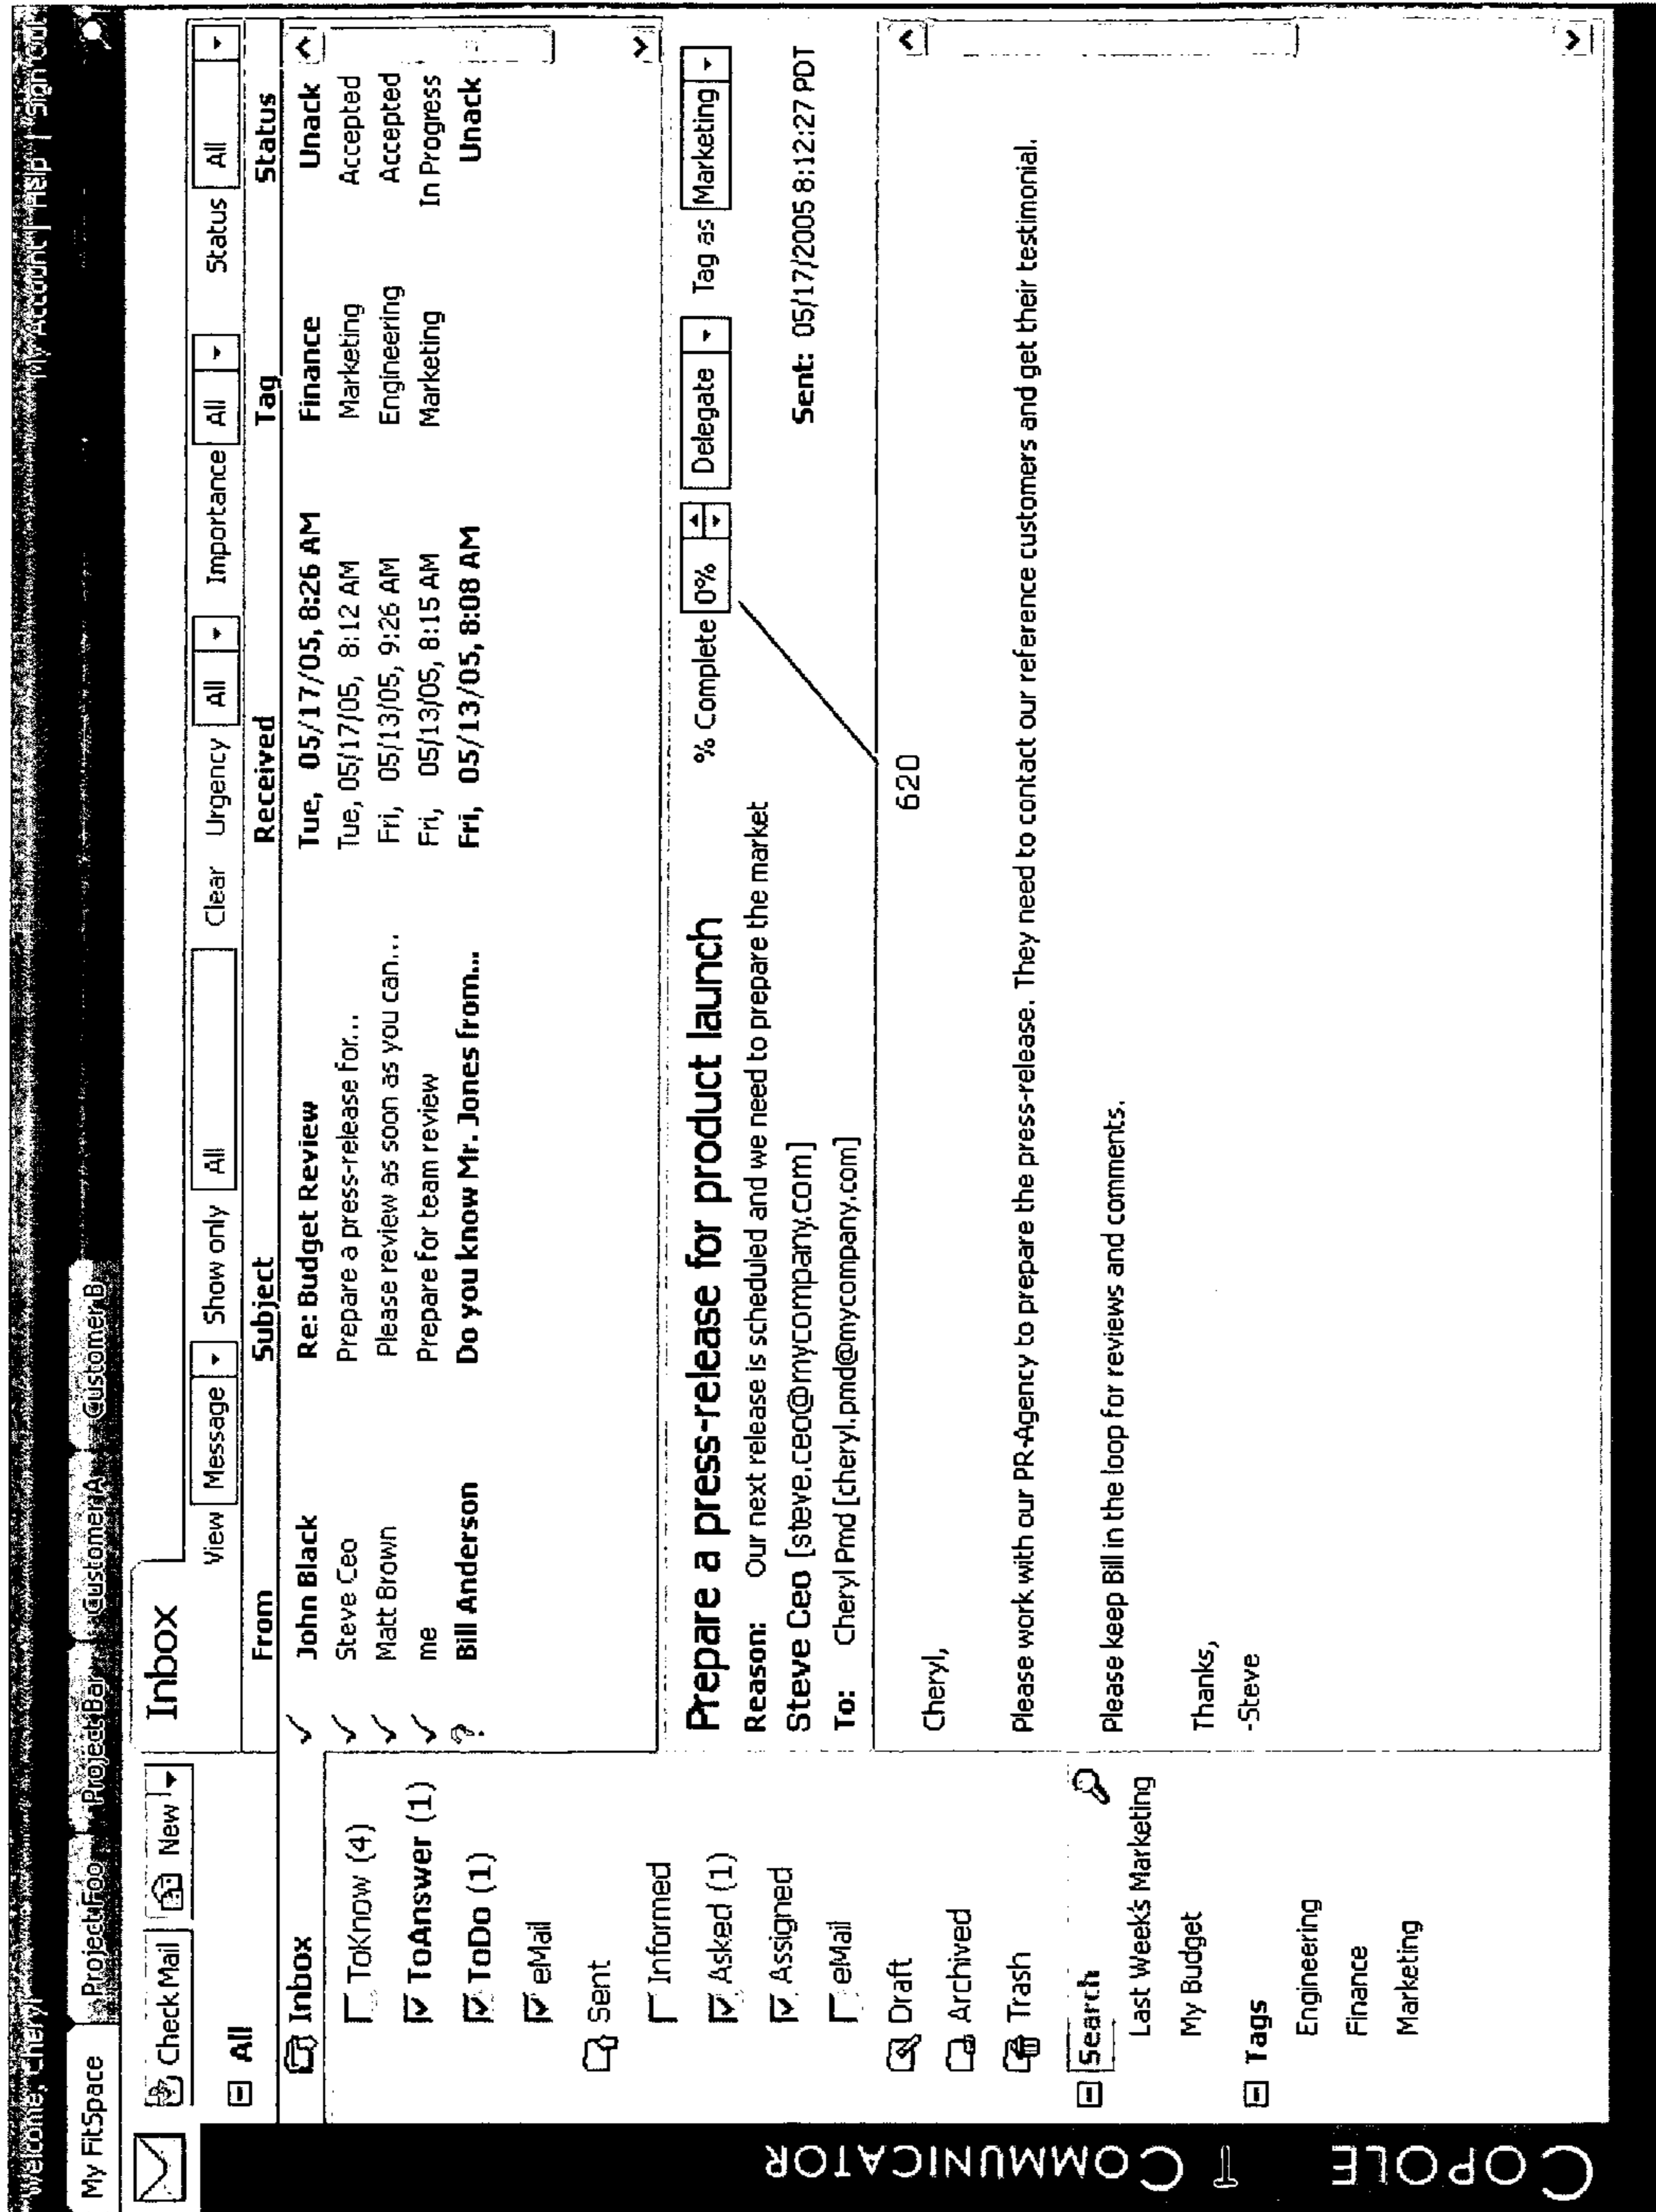 Welcome, Cheryl My Account | Help | Sign Out
My FitSpace Project Foo Project Bar Customer A Customer B
Check Mail New
Inbox
View Message Show only All Clear Urgency All Importance All Status All
From Subject Received Tag Status
✓ John Black Re: Budget Review Tue, 05/17/05, 8:26 AM Finance Unack
✓ Steve Ceo Prepare a press-release for... Tue, 05/17/05, 8:12 AM Marketing Accepted
✓ Matt Brown Please review as soon as you can... Fri, 05/13/05, 9:26 AM Engineering Accepted
✓ me Prepare for team review Fri, 05/13/05, 8:15 AM Marketing In Progress
? Bill Anderson Do you know Mr. Jones from... Fri, 05/13/05, 8:08 AM Unack
All
Inbox
ToKnow (4)
ToAnswer (1)
ToDo (1)
eMail
Sent
Informed
Asked (1)
Assigned
eMail
Draft
Archived
Trash
Search
Last Week's Marketing
My Budget
Tags
Engineering
Finance
Marketing
Prepare a press-release for product launch % Complete 0% Delegate Tag as Marketing
Reason: Our next release is scheduled and we need to prepare the market
Steve Ceo [steve.ceo@mycompany.com] Sent: 05/17/2005 8:12:27 PDT
To: Cheryl Pmd [cheryl.pmd@mycompany.com]
620
Cheryl,
Please work with our PR-Agency to prepare the press-release. They need to contact our reference customers and get their testimonial.
Please keep Bill in the loop for reviews and comments.
Thanks,
-Steve
COPOLE COMMUNICATOR